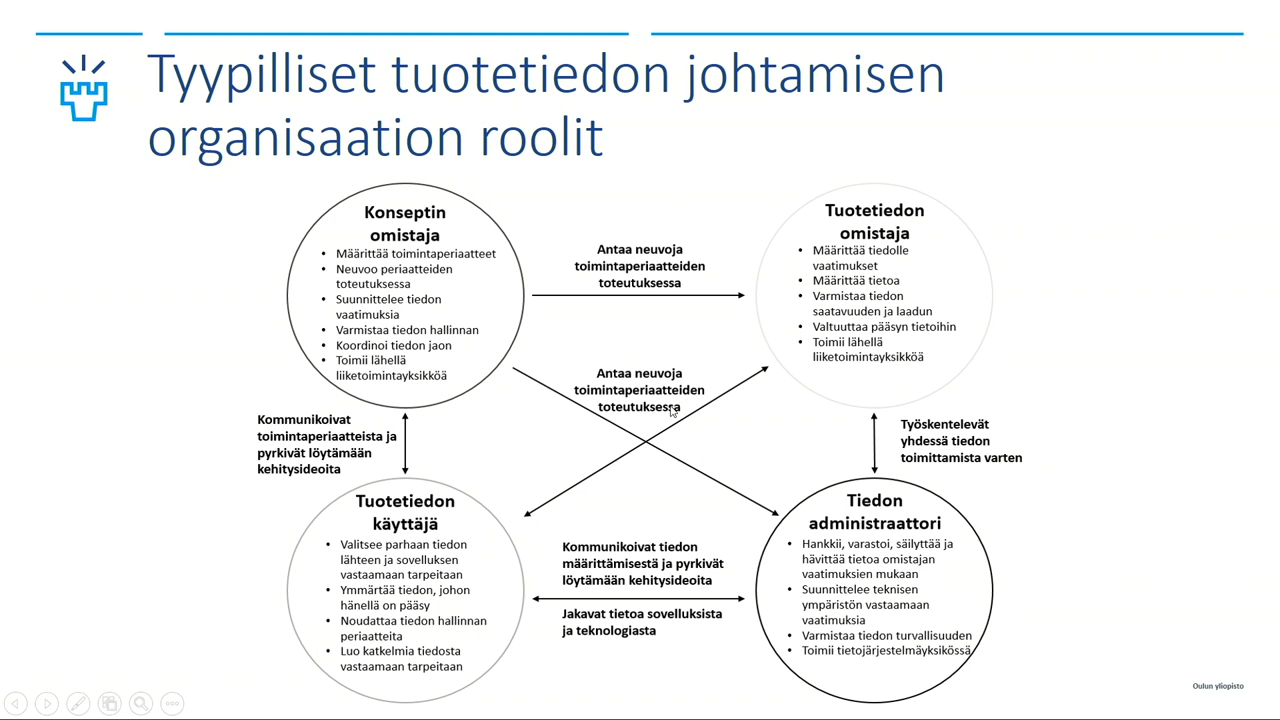 Tyypilliset tuotetiedon johtamisen
organisaation roolit
Konseptin
omistaja
• Määrittää toimintaperiaatteet
• Neuvoo periaatteiden
toteutuksessa
• Suunnittelee tiedon
vaatimuksia
• Varmistaa tiedon hallinnan
• Koordinoi tiedon jaon
• Toimii lähellä
liiketoimintayksikköä
Antaa neuvoja
toimintaperiaatteiden
toteutuksessa
Tuotetiedon
omistaja
• Määrittää tiedolle
vaatimukset
• Määrittää tietoa
• Varmistaa tiedon
saatavuuden ja laadun
• Valtuuttaa pääsyn tietoihin
• Toimii lähellä
liiketoimintayksikköä
Antaa neuvoja
toimintaperiaatteiden
toteutuksessa
Kommunikoivat
toimintaperiaatteista ja
pyrkivät löytämään
kehitysideoita
Työskentelevät
yhdessä tiedon
toimittamista varten
Tuotetiedon
käyttäjä
• Valitsee parhaan tiedon
lähteen ja sovelluksen
vastaamaan tarpeitaan
• Ymmärtää tiedon, johon
hänellä on pääsy
• Noudattaa tiedon hallinnan
periaatteita
• Luo katkelmia tiedosta
vastaamaan tarpeitaan
Kommunikoivat tiedon
määrittämisestä ja pyrkivät
löytämään kehitysideoita
Jakavat tietoa sovelluksista
ja teknologiasta
Tiedon
administraattori
• Hankkii, varastoi, säilyttää ja
hävittää tietoa omistajan
vaatimuksien mukaan
• Suunnittelee teknisen
ympäristön vastaamaan
vaatimuksia
• Varmistaa tiedon turvallisuuden
• Toimii tietojärjestelmäyksikössä
Oulun yliopisto